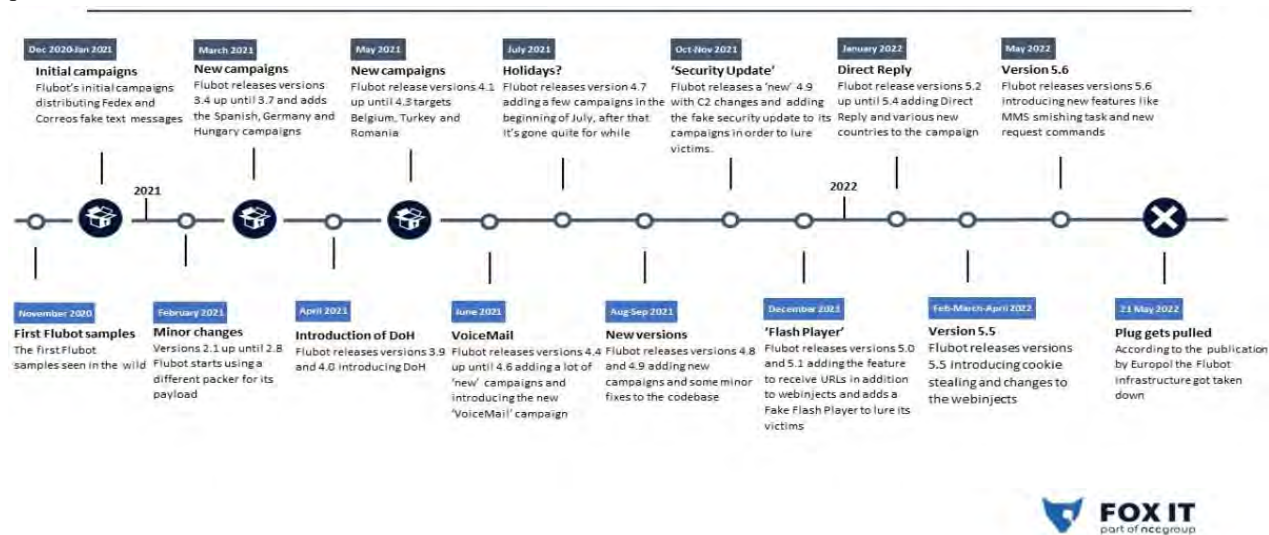 Dec 2020-Jan 2021
Initial campaigns
Flubot's initial campaigns
distributing Fedex and
Correos fake text messages
March 2021
New campaigns
Flubot releases versions
3.4 up until 3.7 and adds
the Spanish, Germany and
Hungary campaigns
May 2021
New campaigns
Flubot release versions 4.1
up until 4.3 targets
Belgium, Turkey and
Romania
July 2021
Holidays?
Flubot releases version 4.7
adding a few campaigns in the
beginning of July, after that
it's gone quite for while
Oct-Nov 2021
'Security Update'
Flubot releases a 'new' 4.9
with C2 changes and adding
the fake security update to its
campaigns in order to lure
victims.
January 2022
Direct Reply
Flubot release versions 5.2
up until 5.4 adding Direct
Reply and various new
countries to the campaign
May 2022
Version 5.6
Flubot releases versions 5.6
introducing new features like
MMS smishing task and new
request commands
2021
2022
November 2020
First Flubot samples
The first Flubot
samples seen in the wild
February 2021
Minor changes
Versions 2.1 up until 2.8
Flubot starts using a
different packer for its
payload
April 2021
Introduction of DoH
Flubot releases versions 3.9
and 4.0 introducing DoH
June 2021
VoiceMail
Flubot releases versions 4.4
up until 4.6 adding a lot of
'new' campaigns and
introducing the new
'VoiceMail' campaign
Aug-Sep 2021
New versions
Flubot releases versions 4.8
and 4.9 adding new
campaigns and some minor
fixes to the codebase
December 2021
'Flash Player'
Flubot releases versions 5.0
and 5.1 adding the feature
to receive URLs in addition
to webinjects and adds a
Fake Flash Player to lure its
victims
Feb-March-April 2022
Version 5.5
Flubot releases versions
5.5 introducing cookie
stealing and changes to
the webinjects
21 May 2022
Plug gets pulled
According to the publication
by Europol the Flubot
infrastructure got taken
down
FOX IT
part of nccgroup